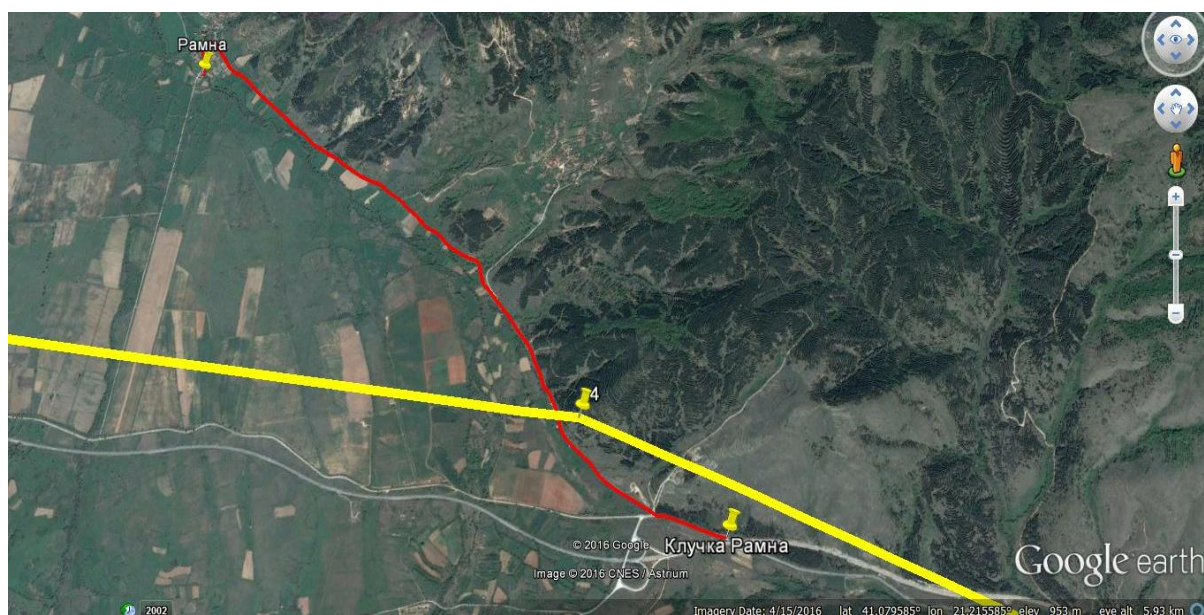 Рамна
4
Клучка Рамна
© 2016 Google
Image © 2016 CNES / Astrium
Google earth
2002
Imagery Date: 4/15/2016 lat 41.079585° lon 21.215585° elev 953 m eye alt 5.93 km